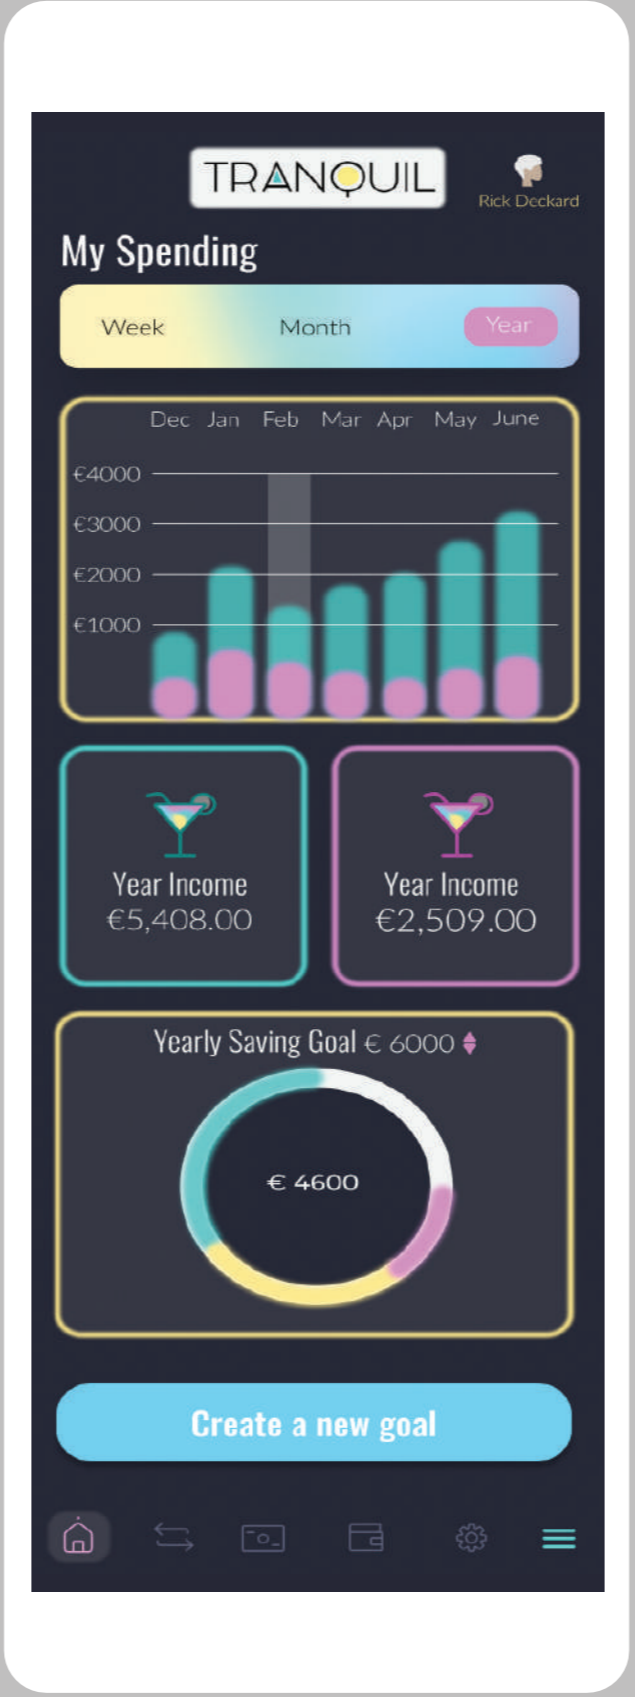 TRANQUIL
Rick Deckard
My Spending
Week Month Year
Dec Jan Feb Mar Apr May June
€4000
€3000
€2000
€1000
Year Income
€5,408.00
Year Income
€2,509.00
Yearly Saving Goal € 6000
€ 4600
Create a new goal